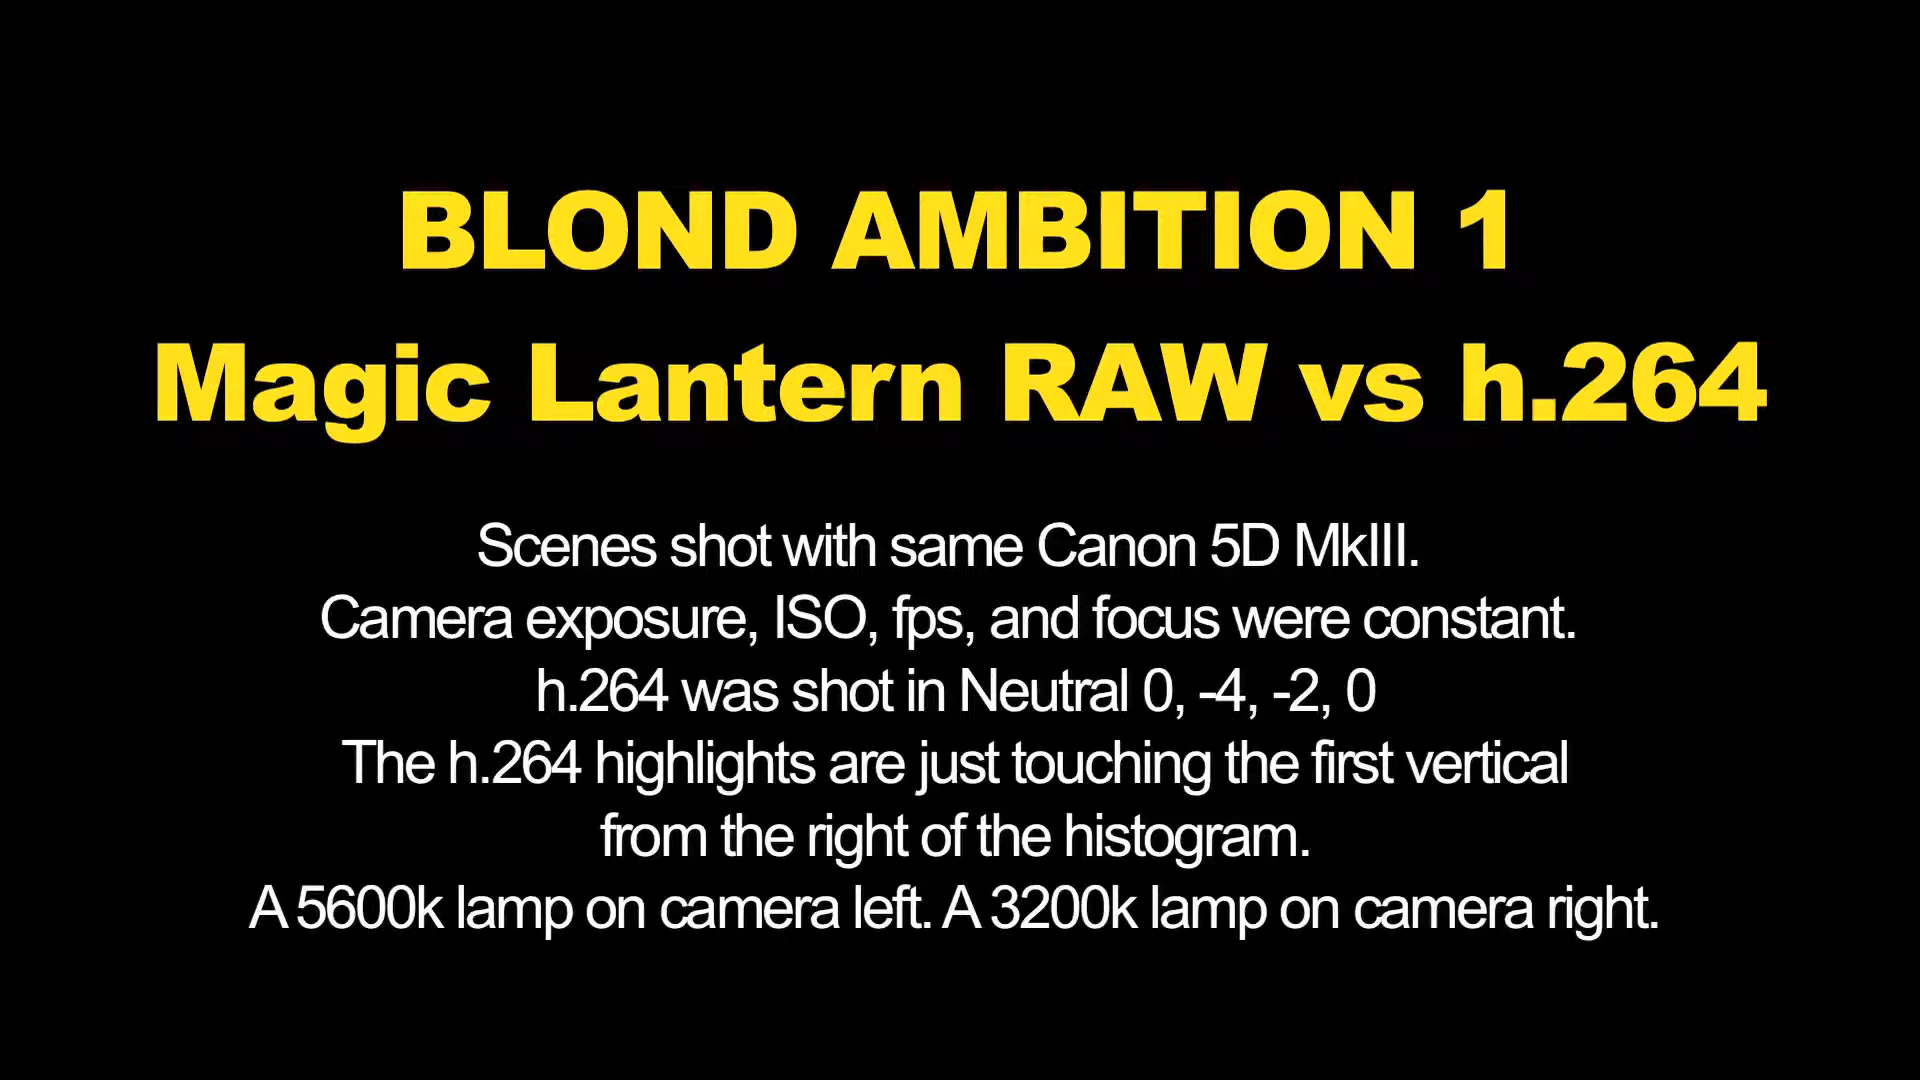 BLOND AMBITION 1
Magic Lantern RAW vs h.264
Scenes shot with same Canon 5D MkIII.
Camera exposure, ISO, fps, and focus were constant.
h.264 was shot in Neutral 0, -4, -2, 0
The h.264 highlights are just touching the first vertical
from the right of the histogram.
A 5600k lamp on camera left. A 3200k lamp on camera right.